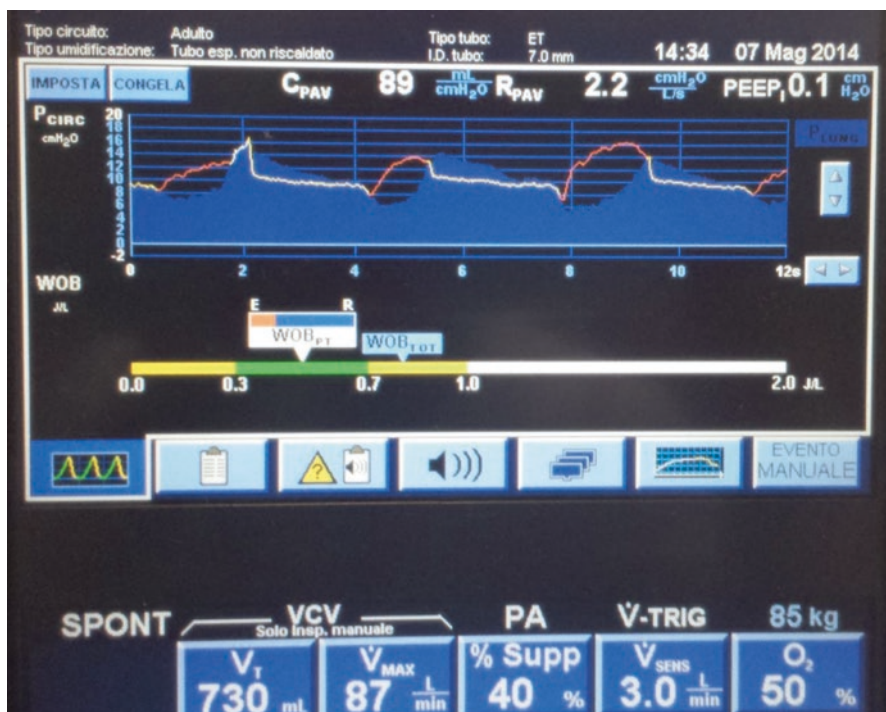 Tipo circuito: Adulto Tipo tubo: ET
Tipo umidificazione: Tubo esp. non riscaldato I.D. tubo: 7.0 mm 14:34 07 Mag 2014
IMPOSTA CONGELA CPAV 89 mL/cmH2O RPAV 2.2 cmH2O/L/s PEEPI 0.1 cm H2O
PCIRC
cmH2O
20
18
16
14
12
10
8
6
4
2
0
-2
PLUNG
0 2 4 6 8 10 12s
WOB
J/L
E R
WOBPT WOBTOT
0.0 0.3 0.7 1.0 2.0 J/L
EVENTO
MANUALE
SPONT VCV PA V̇-TRIG 85 kg
Solo Insp. manuale
VT V̇MAX % Supp V̇SENS O2
730 mL 87 L/min 40 % 3.0 L/min 50 %